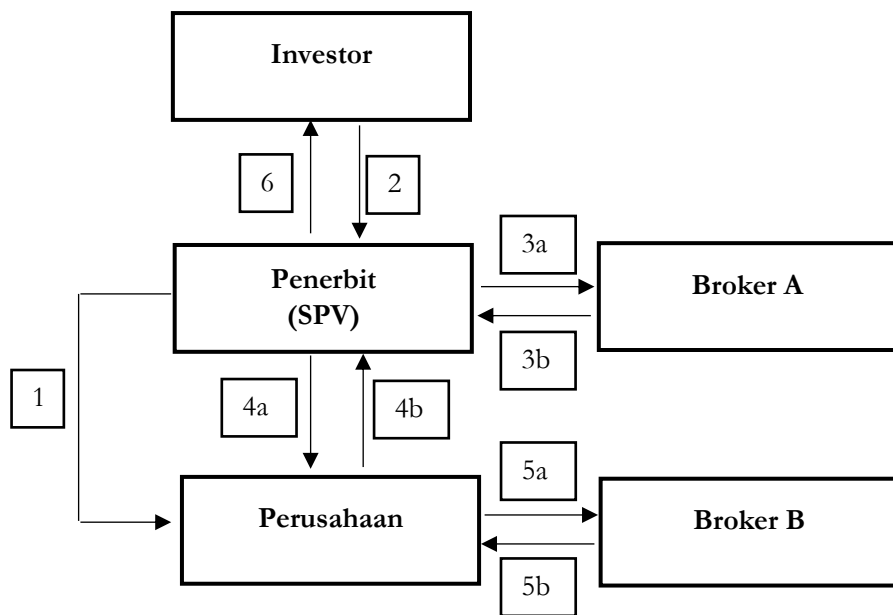 Investor
6
2
3a
Penerbit
(SPV)
Broker A
3b
1
4a
4b
5a
Perusahaan
Broker B
5b